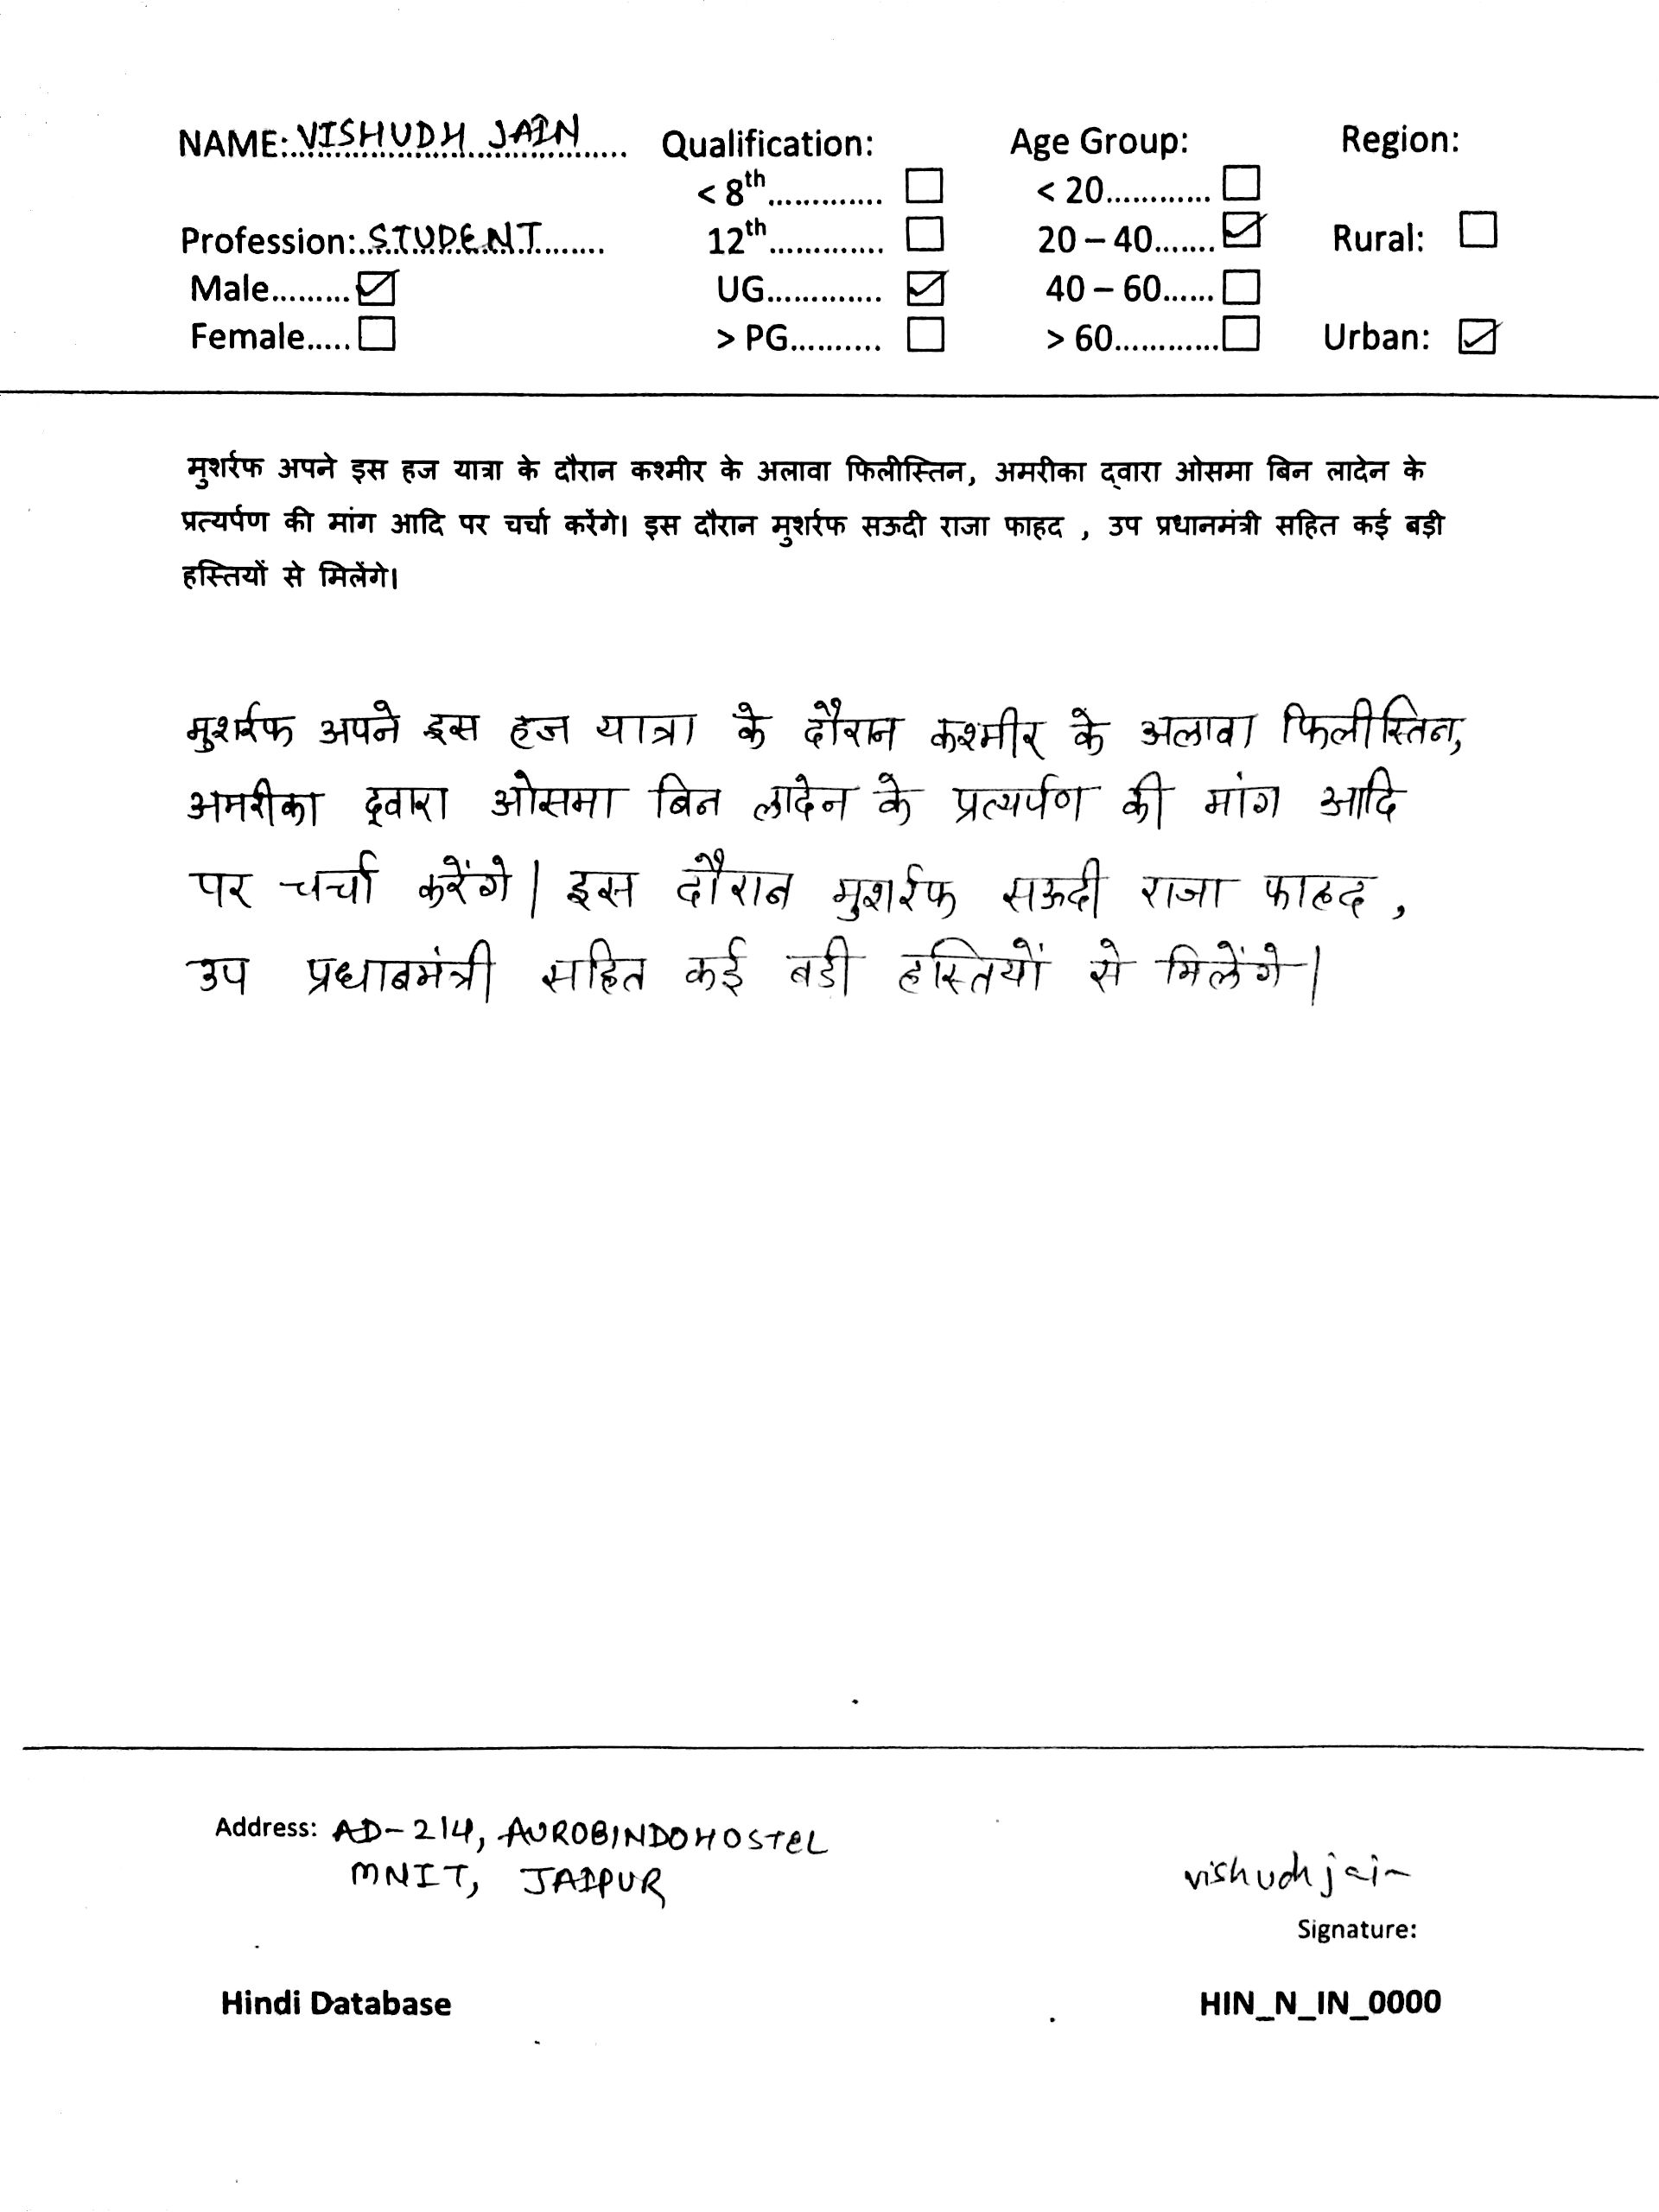 NAME: VISHUDH JAIN Qualification: Age Group: Region:
< 8th ............. ☐ < 20 ............ ☐
Profession: STUDENT 12th ............. ☐ 20 – 40 ....... ☑ Rural: ☐
Male ......... ☑ UG ............. ☑ 40 – 60 ...... ☐
Female ..... ☐ > PG .......... ☐ > 60 ............ ☐ Urban: ☑
मुशर्रफ अपने इस हज यात्रा के दौरान कश्मीर के अलावा फिलीस्तिन, अमरीका द्वारा ओसमा बिन लादेन के
प्रत्यर्पण की मांग आदि पर चर्चा करेंगे। इस दौरान मुशर्रफ सऊदी राजा फाहद , उप प्रधानमंत्री सहित कई बड़ी
हस्तियों से मिलेंगे।
मुशर्रफ अपने इस हज यात्रा के दौरान कश्मीर के अलावा फिलीस्तिन,
अमरीका द्वारा ओसमा बिन लादेन के प्रत्यर्पण की मांग आदि
पर चर्चा करेंगे। इस दौरान मुशर्रफ सऊदी राजा फाहद ,
उप प्रधानमंत्री सहित कई बडी हस्तियों से मिलेंगे।
Address: AD-214, AUROBINDO HOSTEL
MNIT, JAIPUR
vishudh jain
Signature:
Hindi Database HIN_N_IN_0000